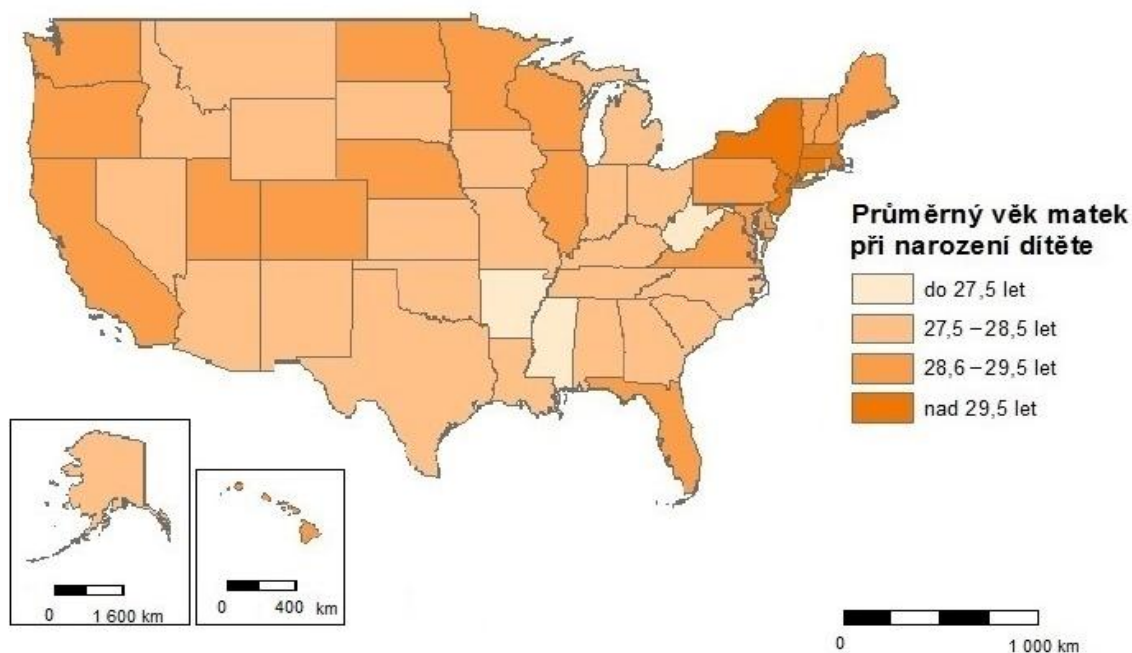 Průměrný věk matek
při narození dítěte
do 27,5 let
27,5 – 28,5 let
28,6 – 29,5 let
nad 29,5 let
0 1 600 km
0 400 km
0 1 000 km